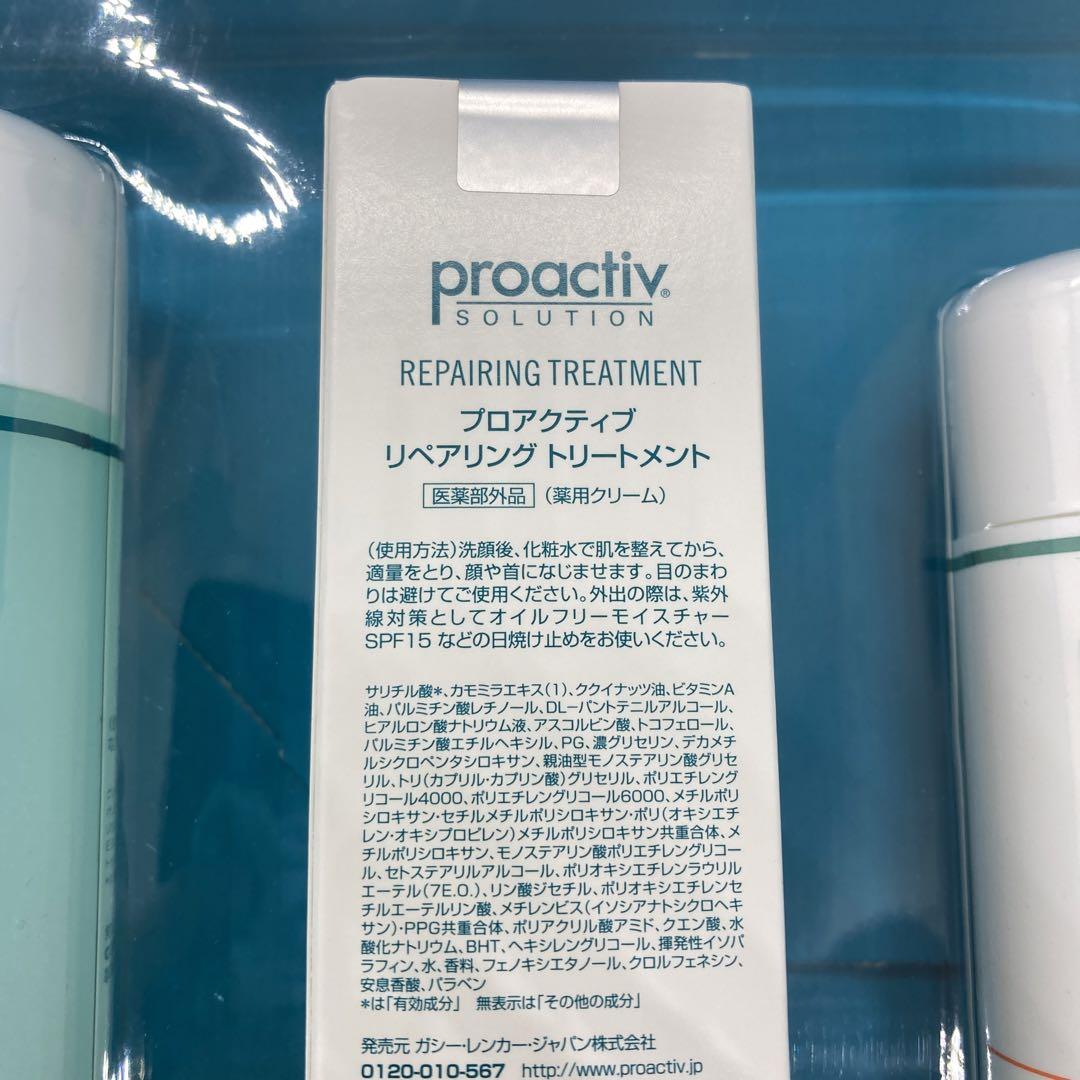 proactiv®
SOLUTION
REPAIRING TREATMENT
プロアクティブ
リペアリング トリートメント
医薬部外品 (薬用クリーム)
(使用方法)洗顔後、化粧水で肌を整えてから、
適量をとり、顔や首になじませます。目のまわ
りは避けてご使用ください。外出の際は、紫外
線対策としてオイルフリーモイスチャー
SPF15 などの日焼け止めをお使いください。
サリチル酸*、カモミラエキス(1)、ククイナッツ油、ビタミンA
油、パルミチン酸レチノール、DL-パントテニルアルコール、
ヒアルロン酸ナトリウム液、アスコルビン酸、トコフェロール、
パルミチン酸エチルヘキシル、PG、濃グリセリン、デカメチ
ルシクロペンタシロキサン、親油型モノステアリン酸グリセ
リル、トリ(カプリル・カプリン酸)グリセリル、ポリエチレング
リコール4000、ポリエチレングリコール6000、メチルポリ
シロキサン・セチルメチルポリシロキサン・ポリ(オキシエチ
レン・オキシプロピレン)メチルポリシロキサン共重合体、メ
チルポリシロキサン、モノステアリン酸ポリエチレングリコー
ル、セトステアリルアルコール、ポリオキシエチレンラウリル
エーテル(7E.O.)、リン酸ジセチル、ポリオキシエチレンセ
チルエーテルリン酸、メチレンビス(イソシアナトシクロヘキ
サン)・PPG共重合体、ポリアクリル酸アミド、クエン酸、水
酸化ナトリウム、BHT、ヘキシレングリコール、揮発性イソパ
ラフィン、水、香料、フェノキシエタノール、クロルフェネシン、
安息香酸、パラベン
*は「有効成分」 無表示は「その他の成分」
発売元 ガシー・レンカー・ジャパン株式会社
0120-010-567 http://www.proactiv.jp